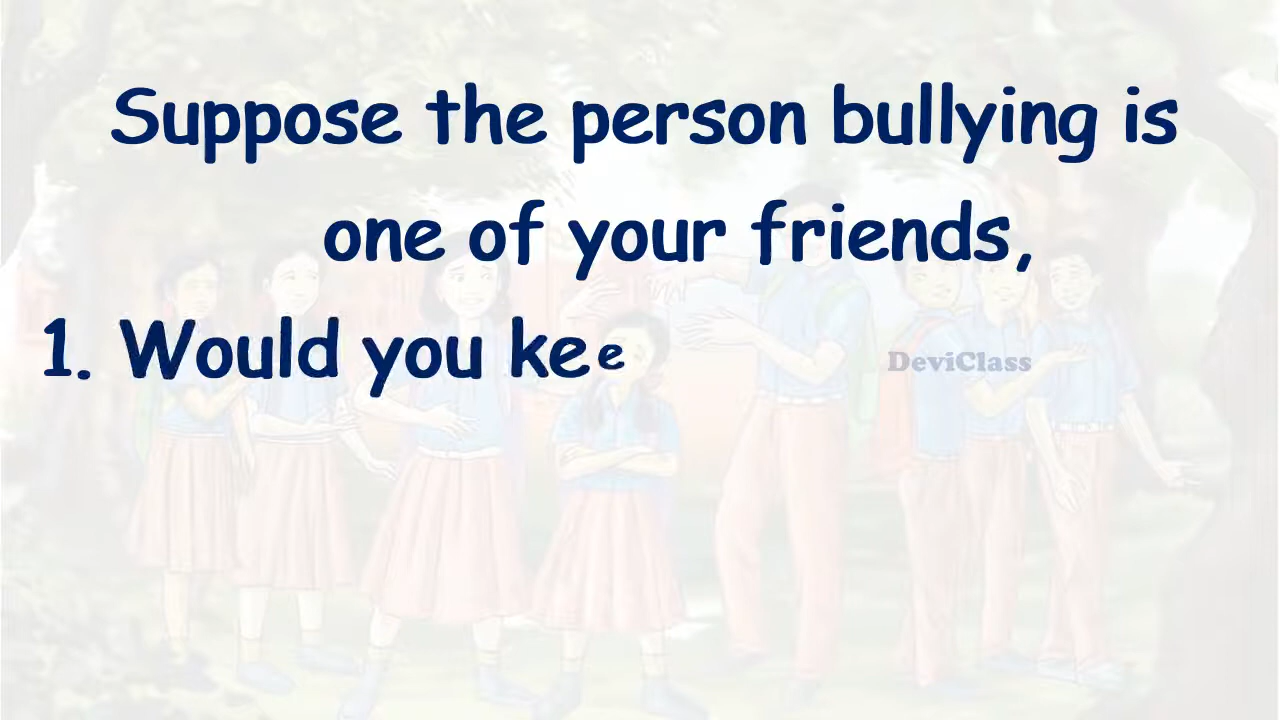 Suppose the person bullying is
one of your friends,
1. Would you kee
DeviClass